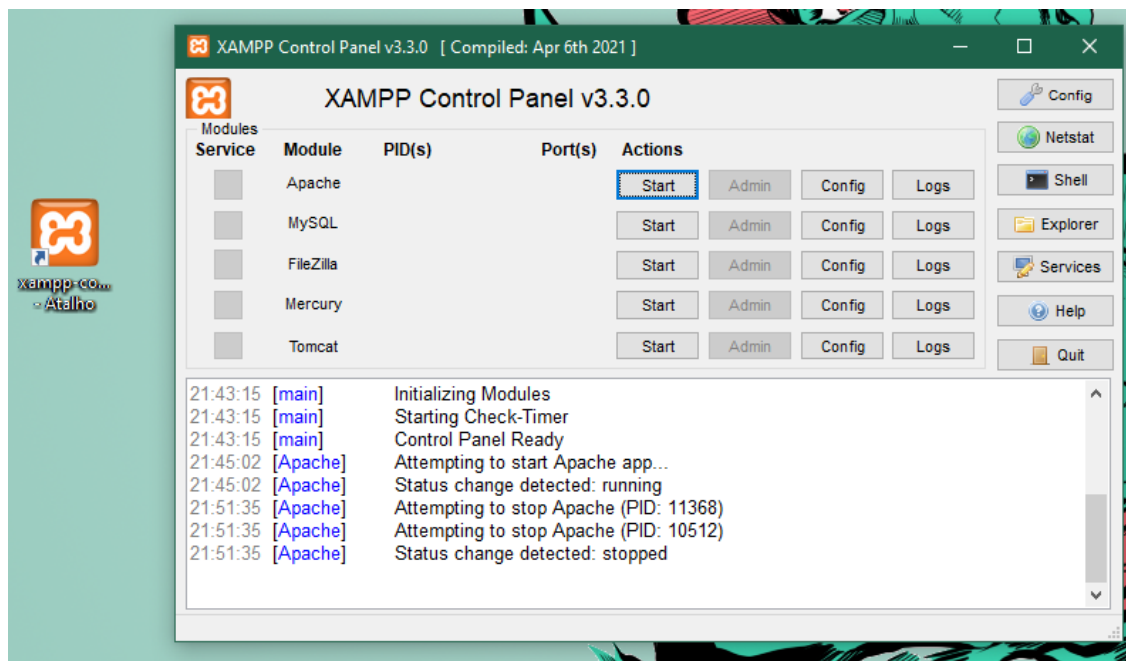 XAMPP Control Panel v3.3.0 [ Compiled: Apr 6th 2021 ]
XAMPP Control Panel v3.3.0
Config
Modules
Service Module PID(s) Port(s) Actions
Netstat
Apache Start Admin Config Logs
Shell
MySQL Start Admin Config Logs
Explorer
FileZilla Start Admin Config Logs
Services
Mercury Start Admin Config Logs
Help
Tomcat Start Admin Config Logs
Quit
xampp-co...
- Atalho
21:43:15 [main] Initializing Modules
21:43:15 [main] Starting Check-Timer
21:43:15 [main] Control Panel Ready
21:45:02 [Apache] Attempting to start Apache app...
21:45:02 [Apache] Status change detected: running
21:51:35 [Apache] Attempting to stop Apache (PID: 11368)
21:51:35 [Apache] Attempting to stop Apache (PID: 10512)
21:51:35 [Apache] Status change detected: stopped